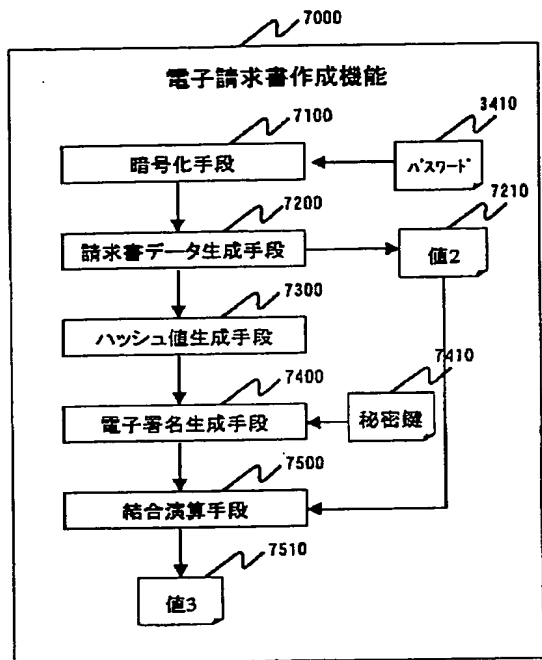 7000
電子請求書作成機能
7100
3410
暗号化手段
パスワード
7200
7210
請求書データ生成手段
値2
7300
ハッシュ値生成手段
7400
7410
電子署名生成手段
秘密鍵
7500
結合演算手段
7510
値3